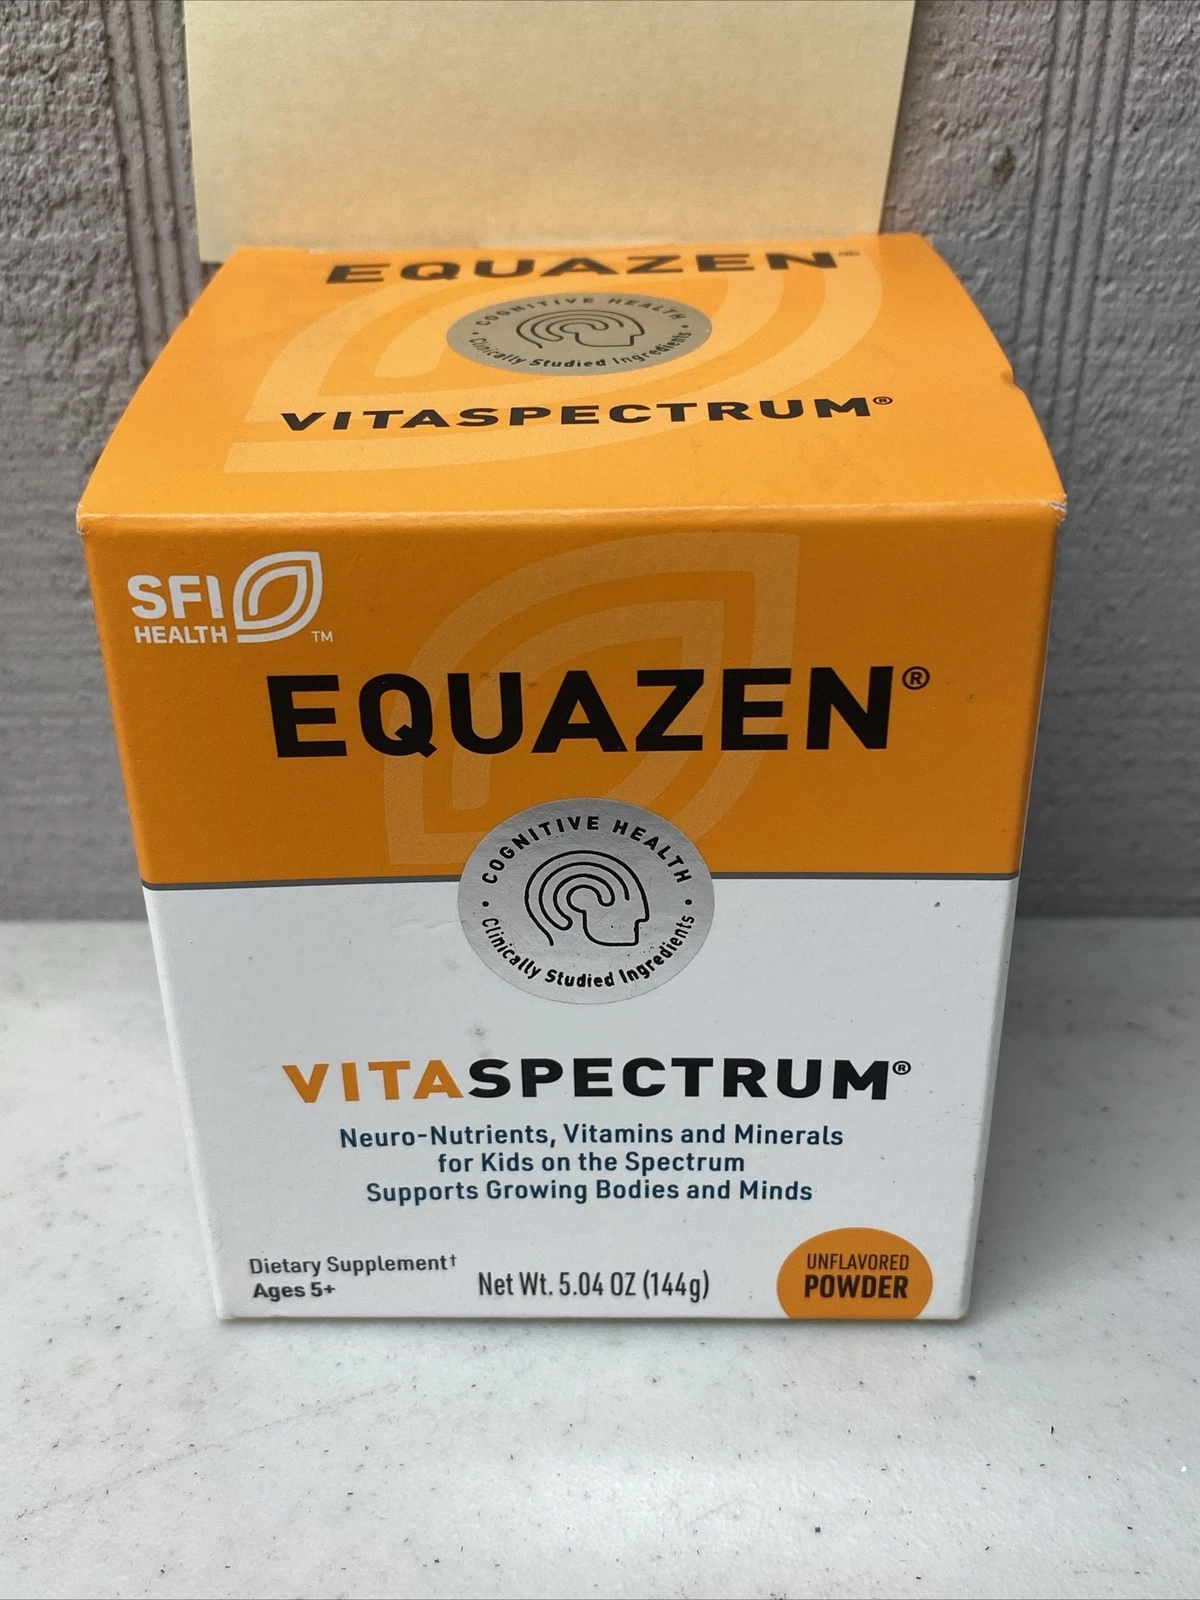 EQUAZEN®
COGNITIVE HEALTH
• Clinically Studied Ingredients •
VITASPECTRUM®
SFI
HEALTH™
EQUAZEN®
COGNITIVE HEALTH
• Clinically Studied Ingredients •
VITASPECTRUM®
Neuro-Nutrients, Vitamins and Minerals
for Kids on the Spectrum
Supports Growing Bodies and Minds
Dietary Supplement†
Ages 5+
Net Wt. 5.04 OZ (144g)
UNFLAVORED
POWDER